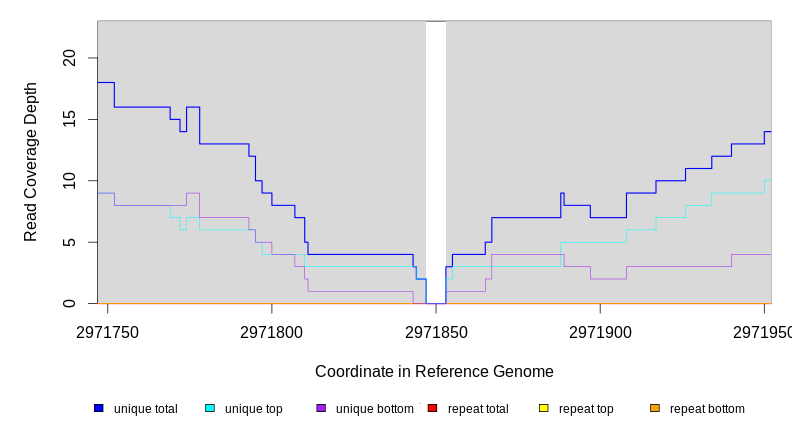 Read Coverage Depth
20
15
10
5
0
2971750 2971800 2971850 2971900 2971950
Coordinate in Reference Genome
unique total unique top unique bottom repeat total repeat top repeat bottom